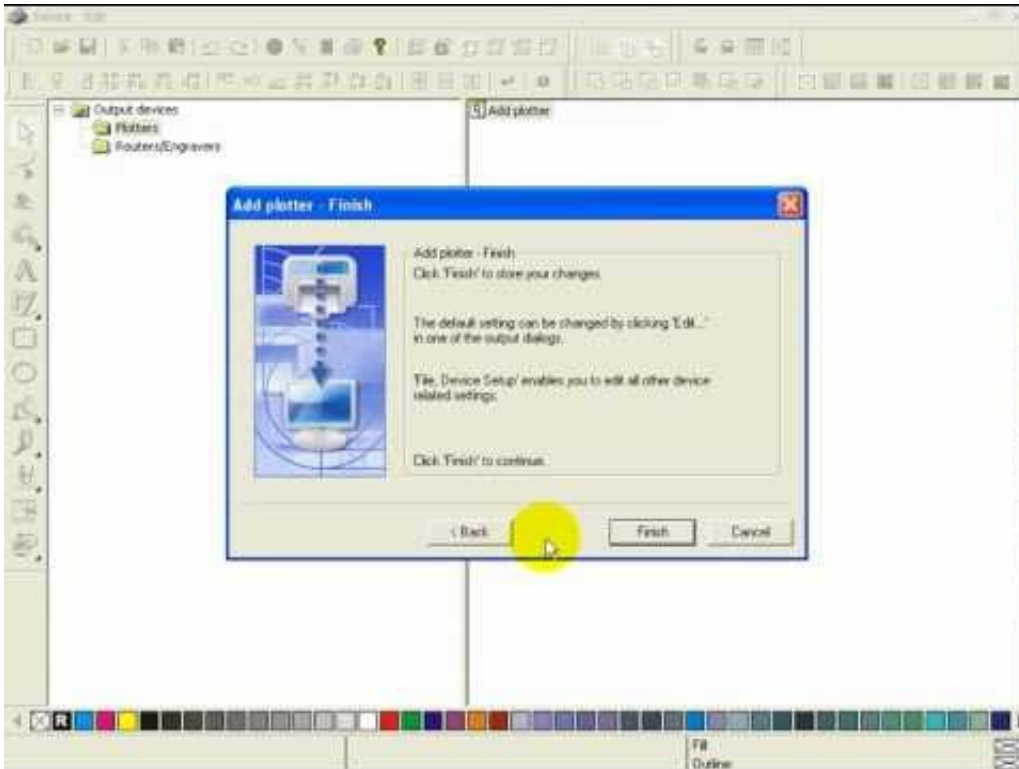 Edit
Output devices
Plotters
Routers/Engravers
Add plotter
Add plotter - Finish
Add plotter - Finish
Click 'Finish' to store your changes.
The default setting can be changed by clicking 'Edit...'
in one of the output dialogs.
'File, Device Setup' enables you to edit all other device
related settings.
Click 'Finish' to continue.
< Back
Finish
Cancel
R
Fill
Outline